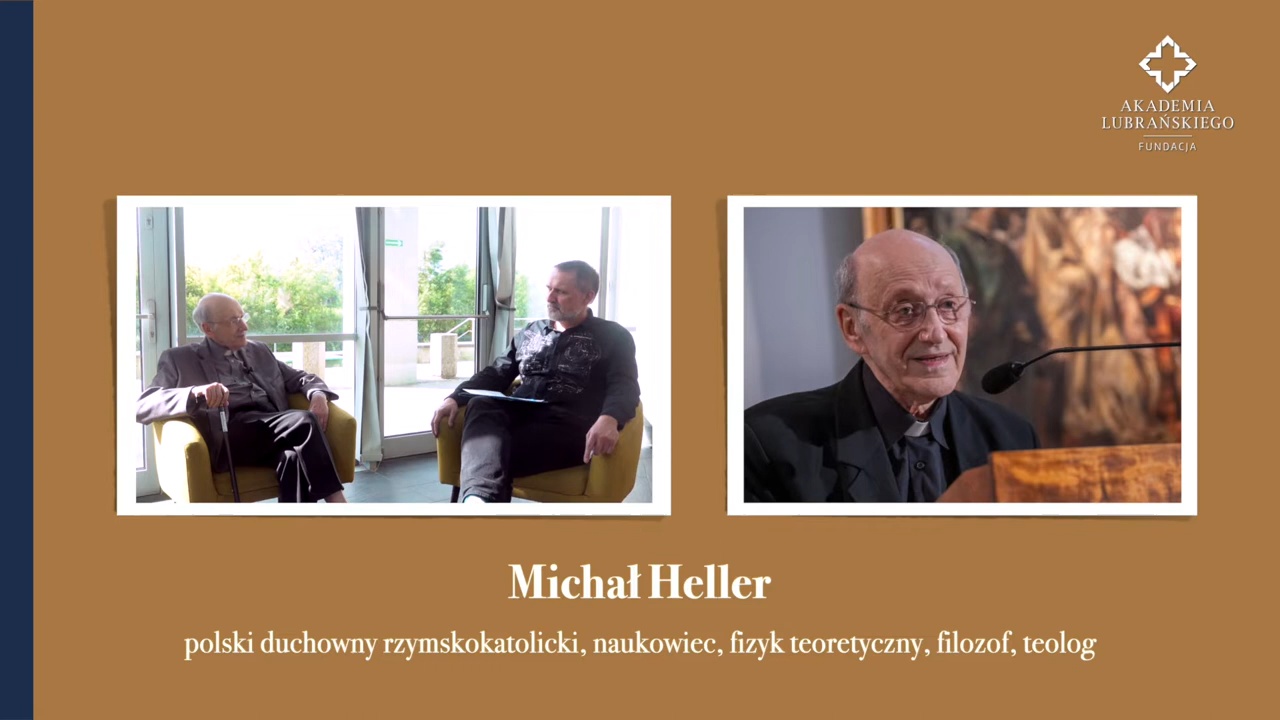 AKADEMIA
LUBRAŃSKIEGO
FUNDACJA
Michał Heller
polski duchowny rzymskokatolicki, naukowiec, fizyk teoretyczny, filozof, teolog